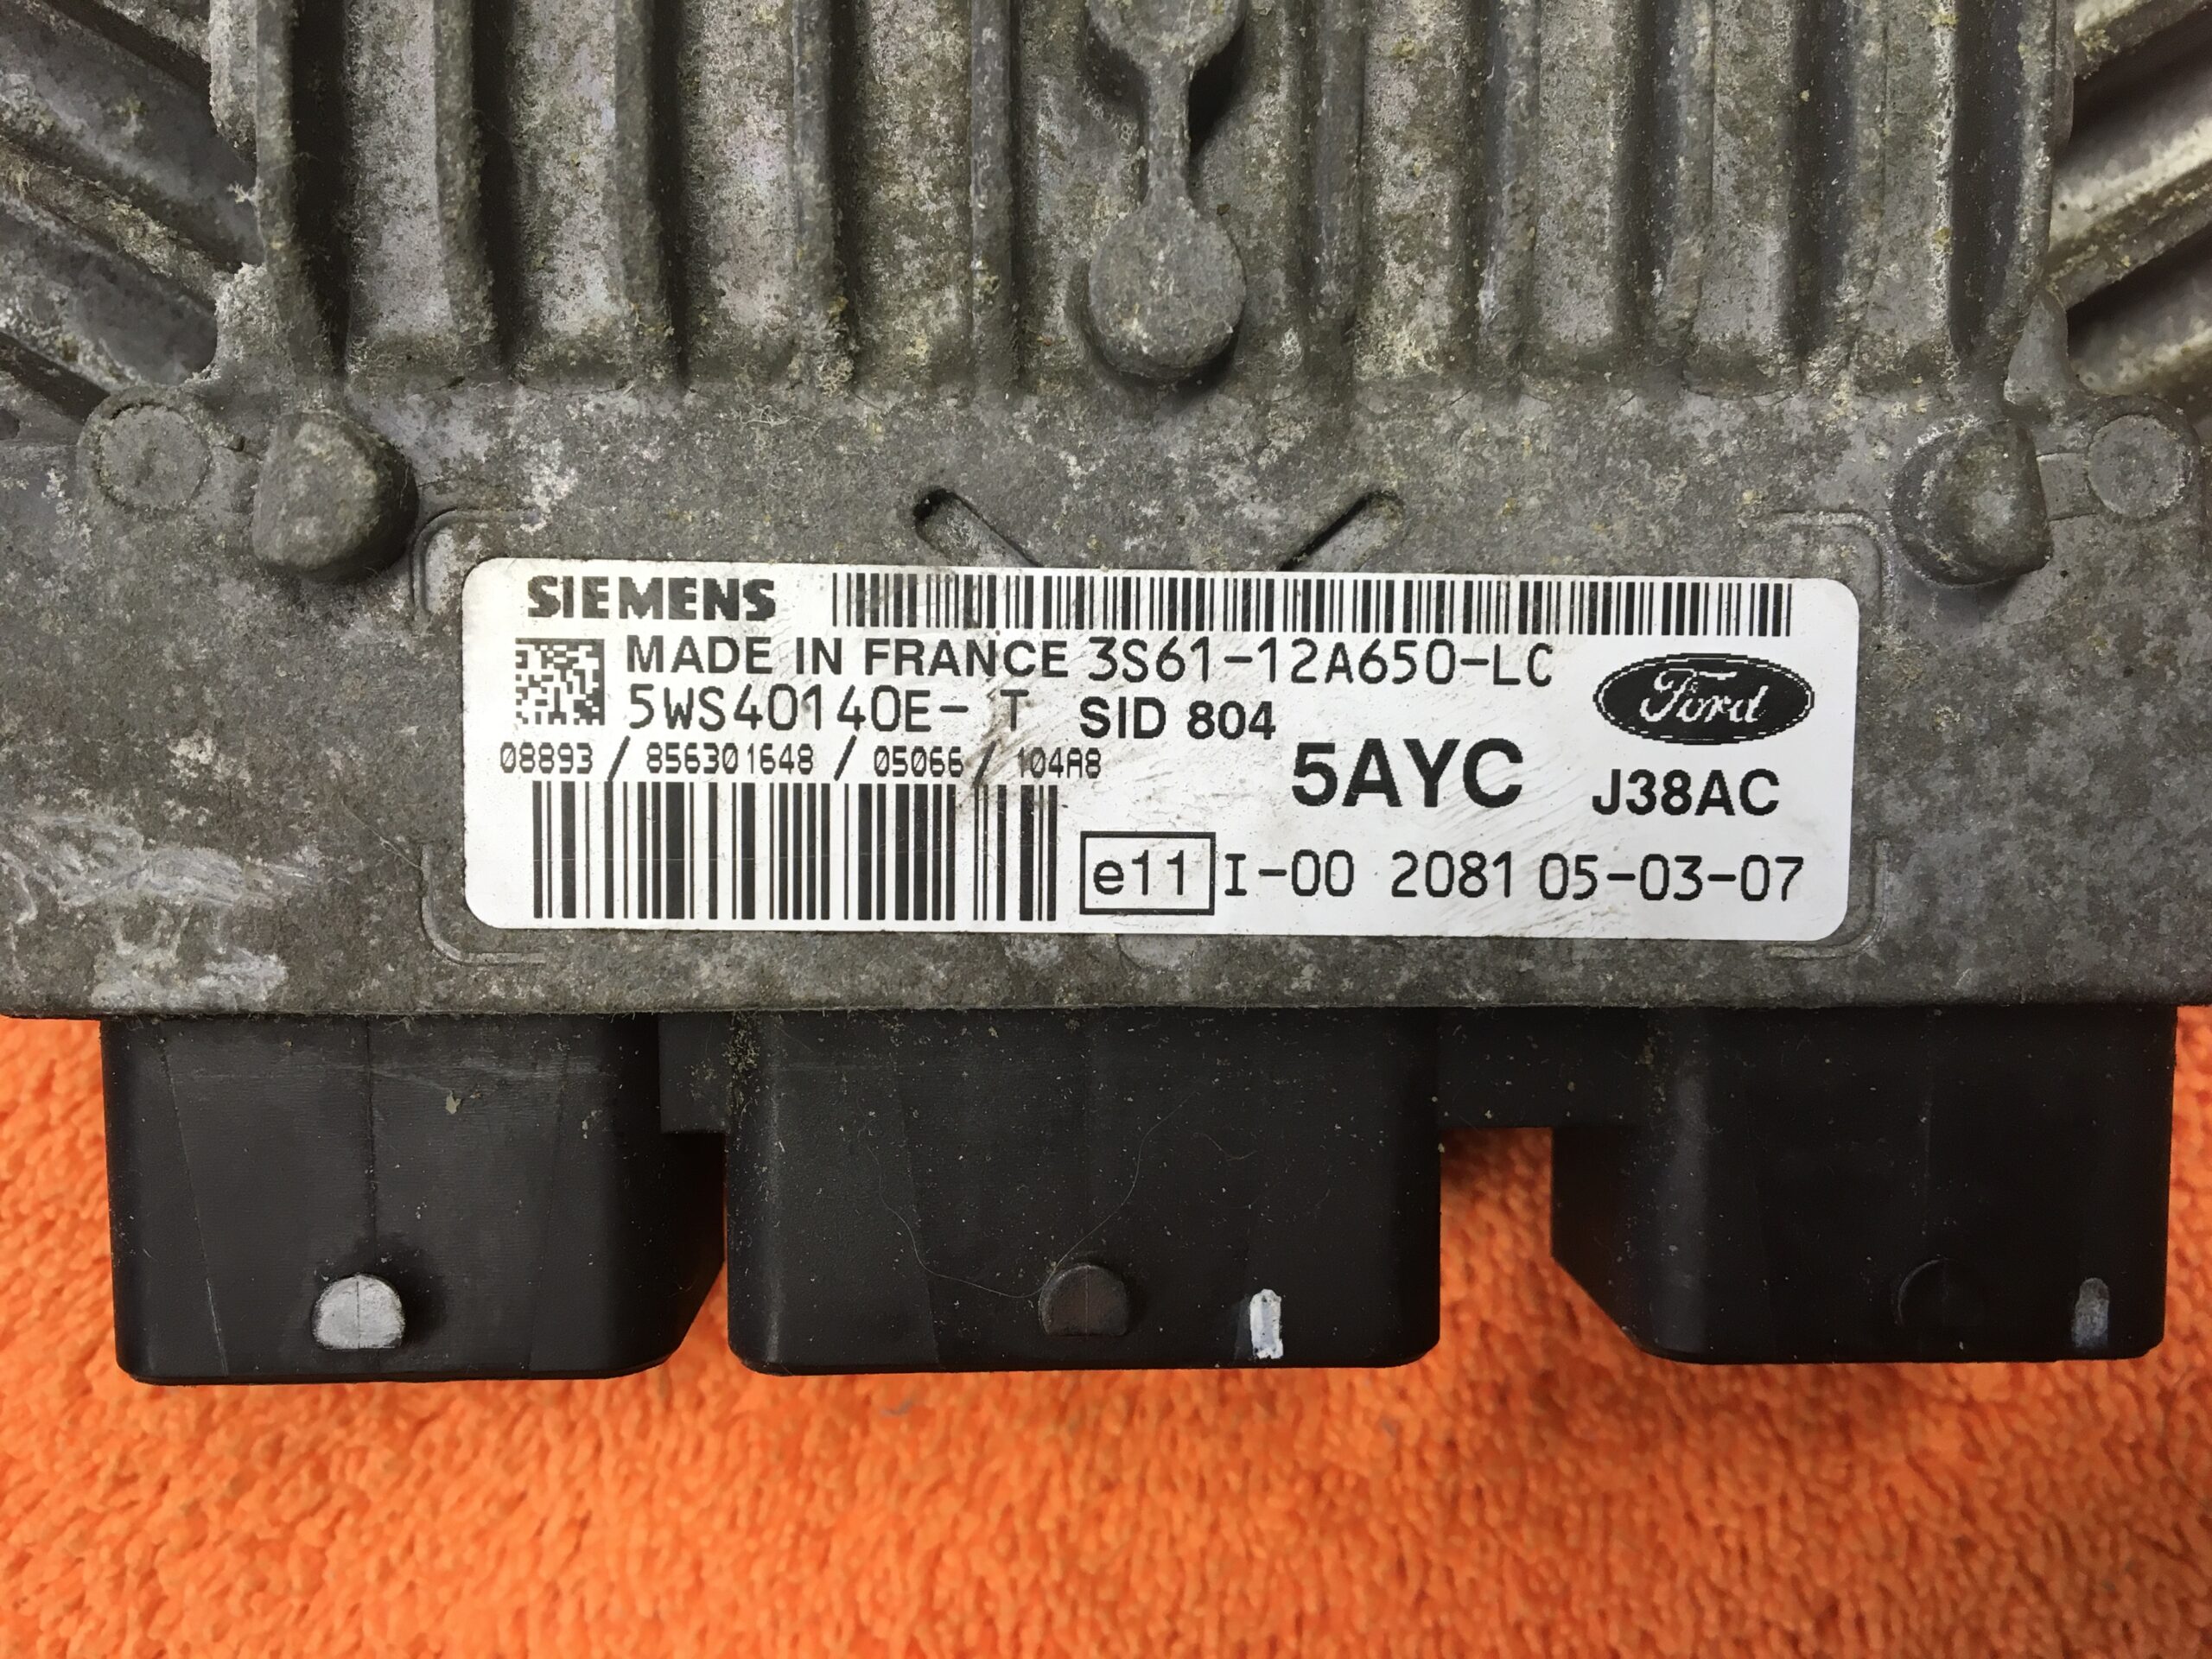 SIEMENS
MADE IN FRANCE 3S61-12A650-LC
Ford
5WS40140E- T SID 804
08893 / 856301648 / 05066 / 104A8
5AYC J38AC
e11 I-00 2081 05-03-07